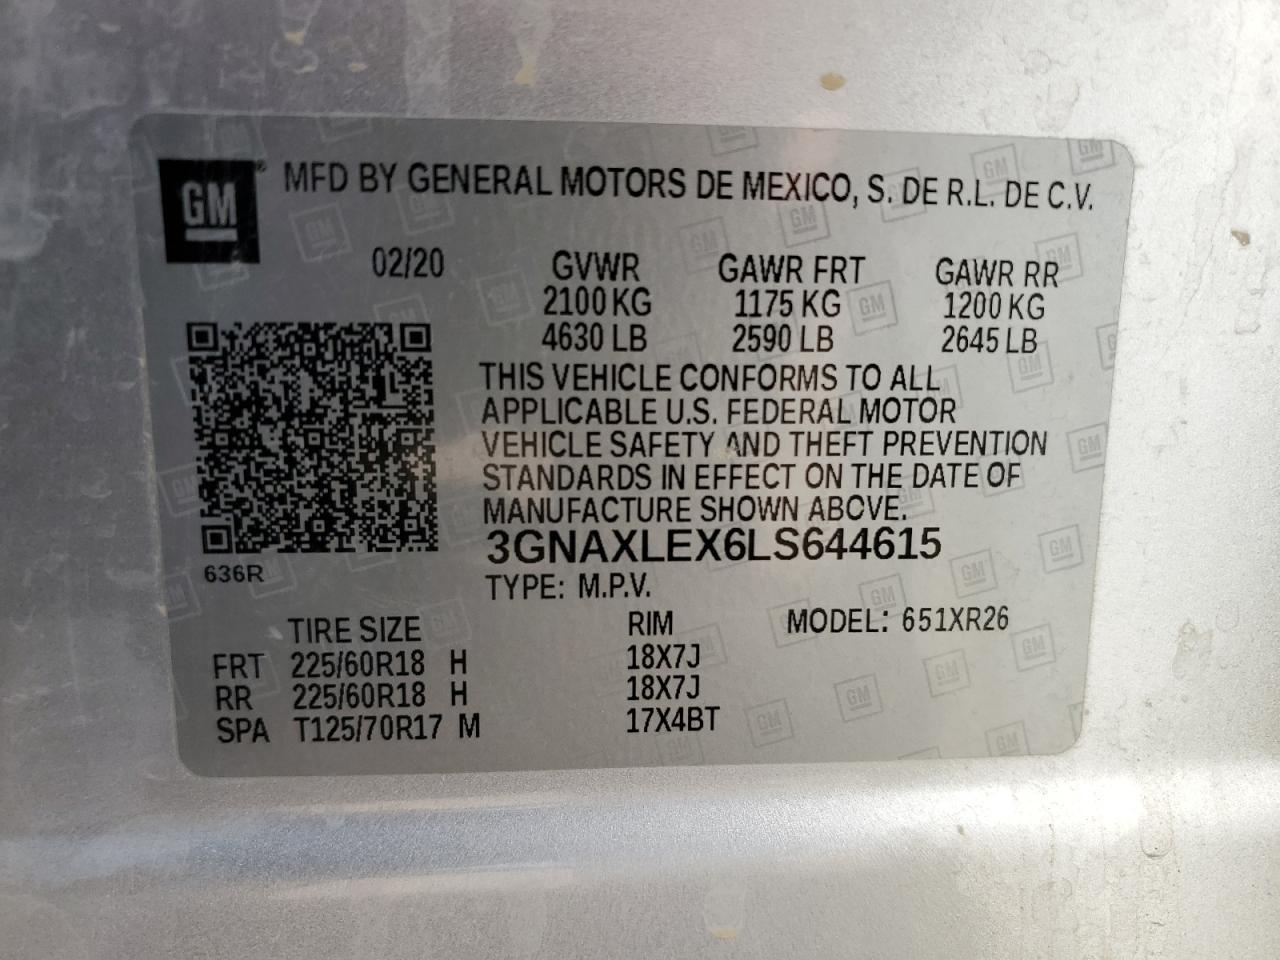 GM ® MFD BY GENERAL MOTORS DE MEXICO, S. DE R.L. DE C.V.
02/20 GVWR GAWR FRT GAWR RR
2100 KG 1175 KG 1200 KG
4630 LB 2590 LB 2645 LB
THIS VEHICLE CONFORMS TO ALL
APPLICABLE U.S. FEDERAL MOTOR
VEHICLE SAFETY AND THEFT PREVENTION
STANDARDS IN EFFECT ON THE DATE OF
MANUFACTURE SHOWN ABOVE.
3GNAXLEX6LS644615
636R
TYPE: M.P.V.
TIRE SIZE RIM MODEL: 651XR26
FRT 225/60R18 H 18X7J
RR 225/60R18 H 18X7J
SPA T125/70R17 M 17X4BT